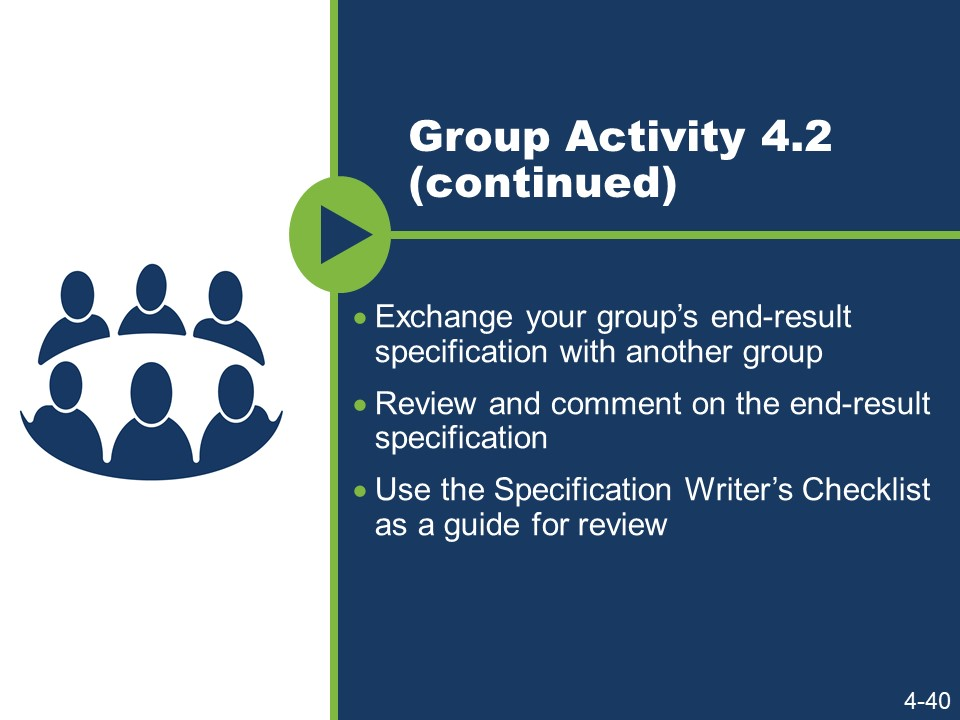 Group Activity 4.2
(continued)
• Exchange your group’s end-result
specification with another group
• Review and comment on the end-result
specification
• Use the Specification Writer’s Checklist
as a guide for review
4-40